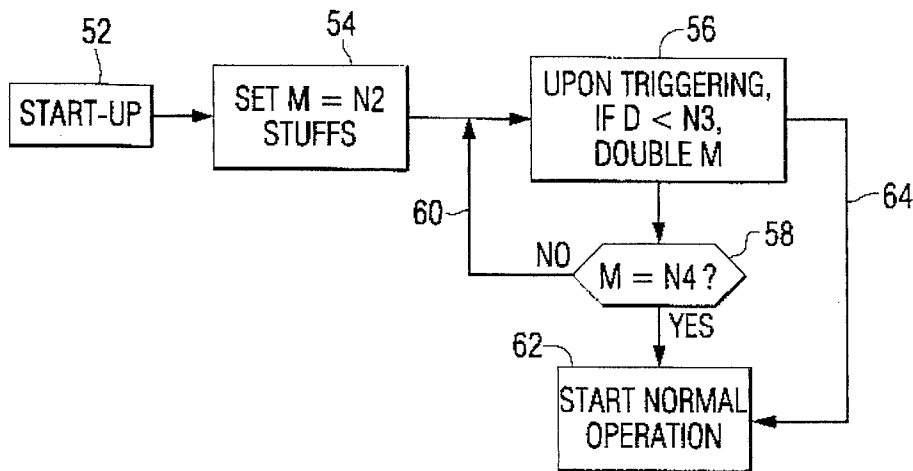 52
START-UP
54
SET M = N2
STUFFS
56
UPON TRIGGERING,
IF D < N3,
DOUBLE M
60
64
NO
58
M = N4 ?
YES
62
START NORMAL
OPERATION